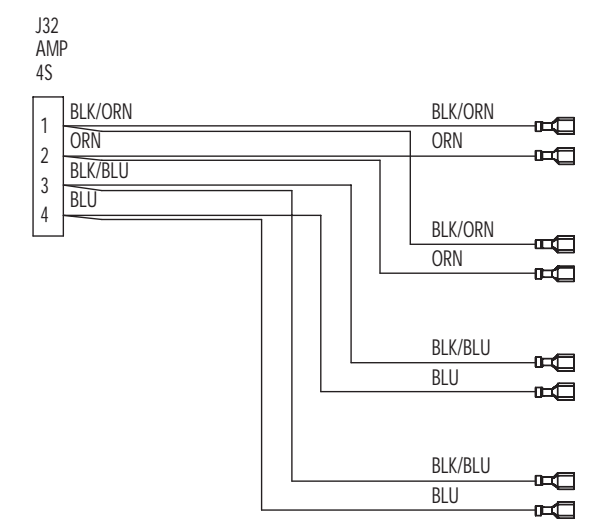 J32
AMP
4S
1 BLK/ORN BLK/ORN
2 ORN ORN
3 BLK/BLU
4 BLU
BLK/ORN
ORN
BLK/BLU
BLU
BLK/BLU
BLU